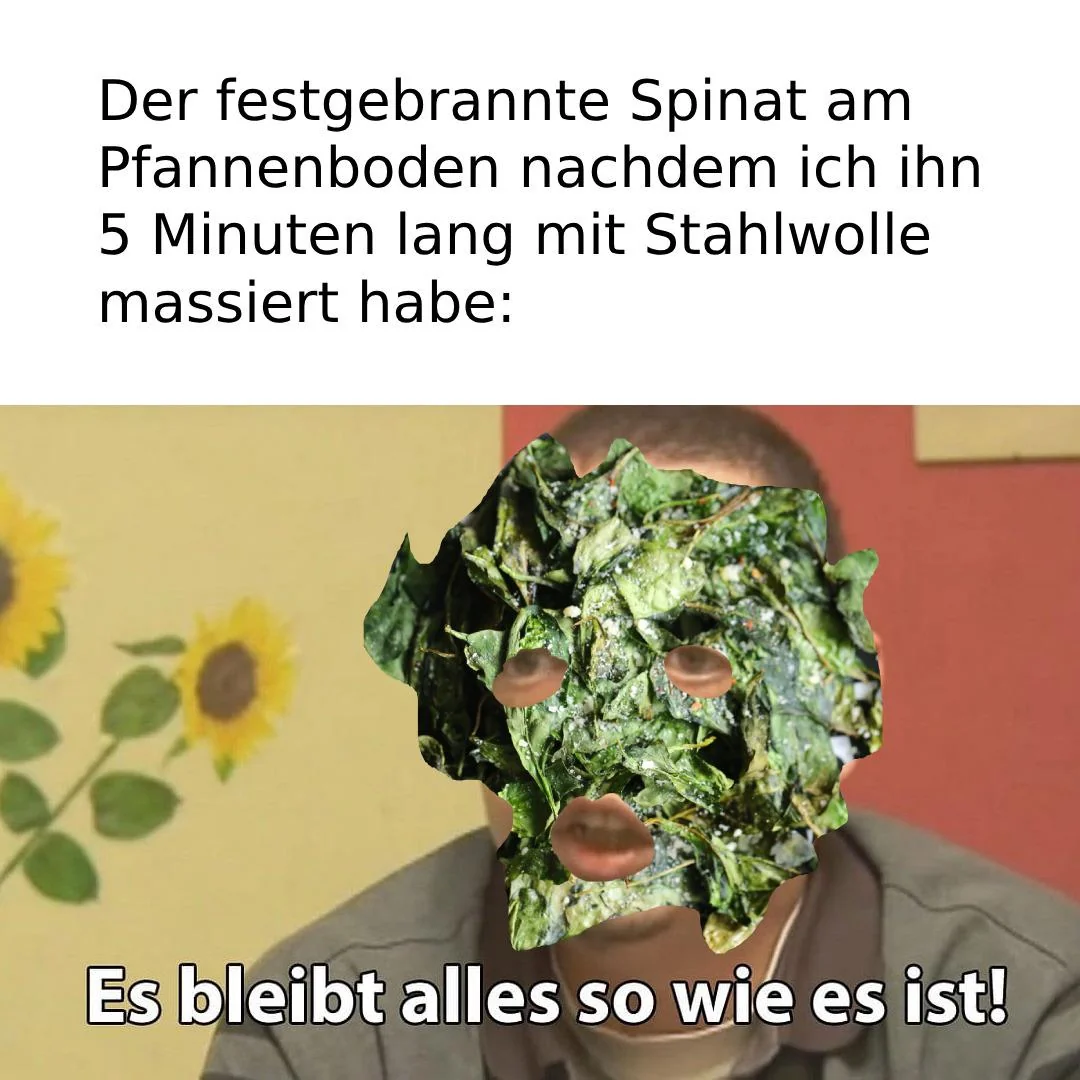 Der festgebrannte Spinat am
Pfannenboden nachdem ich ihn
5 Minuten lang mit Stahlwolle
massiert habe:
Es bleibt alles so wie es ist!